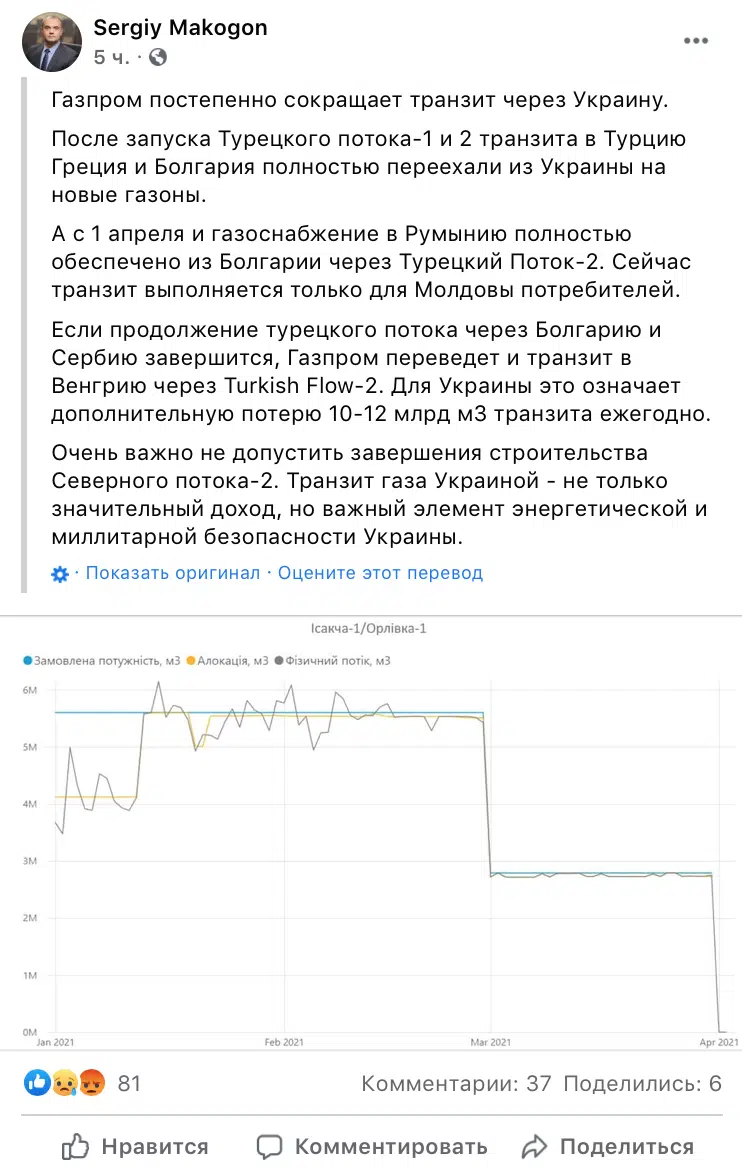 Sergiy Makogon
5 ч. ·
Газпром постепенно сокращает транзит через Украину.
После запуска Турецкого потока-1 и 2 транзита в Турцию
Греция и Болгария полностью переехали из Украины на
новые газоны.
А с 1 апреля и газоснабжение в Румынию полностью
обеспечено из Болгарии через Турецкий Поток-2. Сейчас
транзит выполняется только для Молдовы потребителей.
Если продолжение турецкого потока через Болгарию и
Сербию завершится, Газпром переведет и транзит в
Венгрию через Turkish Flow-2. Для Украины это означает
дополнительную потерю 10-12 млрд м3 транзита ежегодно.
Очень важно не допустить завершения строительства
Северного потока-2. Транзит газа Украиной - не только
значительный доход, но важный элемент энергетической и
миллитарной безопасности Украины.
· Показать оригинал · Оцените этот перевод
Ісакча-1/Орлівка-1
Замовлена потужність, м3 Алокація, м3 Фізичний потік, м3
6M
5M
4M
3M
2M
1M
0M
Jan 2021 Feb 2021 Mar 2021 Apr 2021
81 Комментарии: 37 Поделились: 6
Нравится Комментировать Поделиться